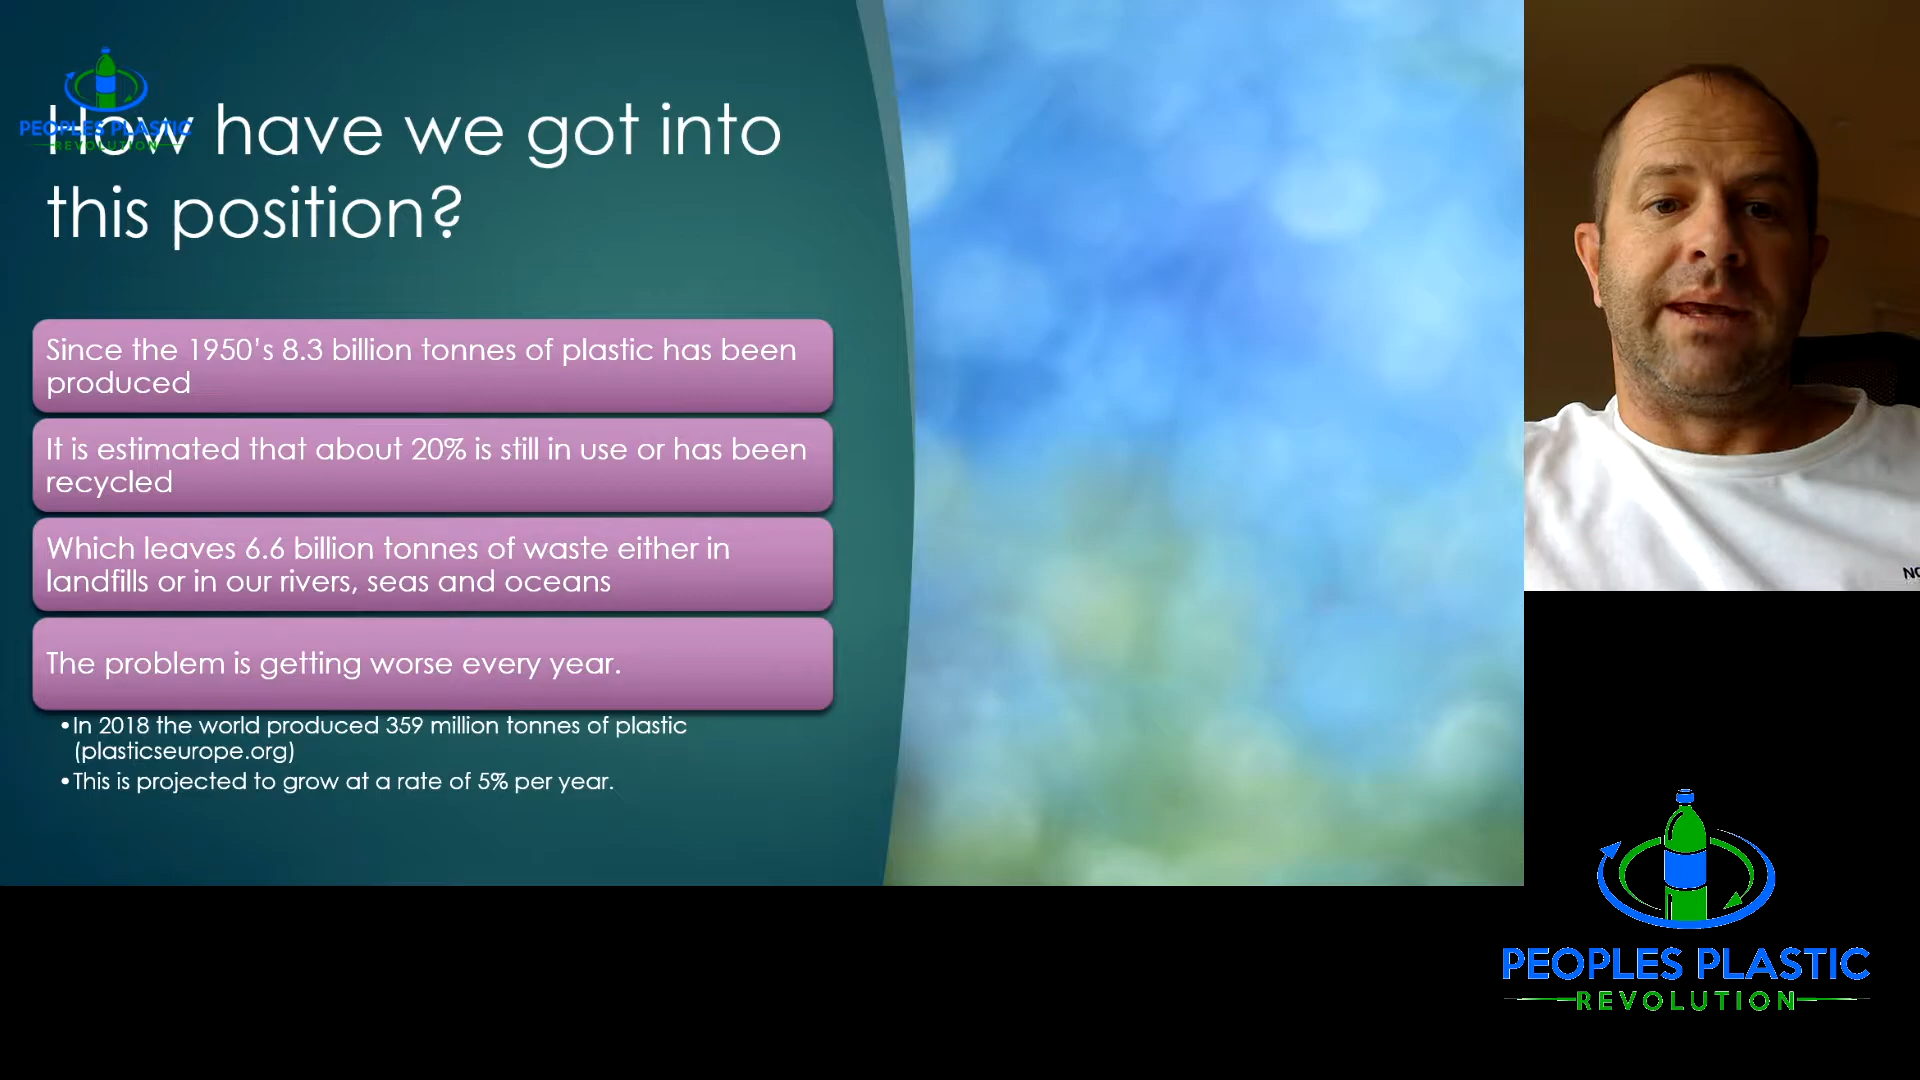 PEOPLES PLASTIC
REVOLUTION
How have we got into
this position?
Since the 1950's 8.3 billion tonnes of plastic has been
produced
It is estimated that about 20% is still in use or has been
recycled
Which leaves 6.6 billion tonnes of waste either in
landfills or in our rivers, seas and oceans
The problem is getting worse every year.
•In 2018 the world produced 359 million tonnes of plastic
(plasticseurope.org)
•This is projected to grow at a rate of 5% per year.
PEOPLES PLASTIC
REVOLUTION